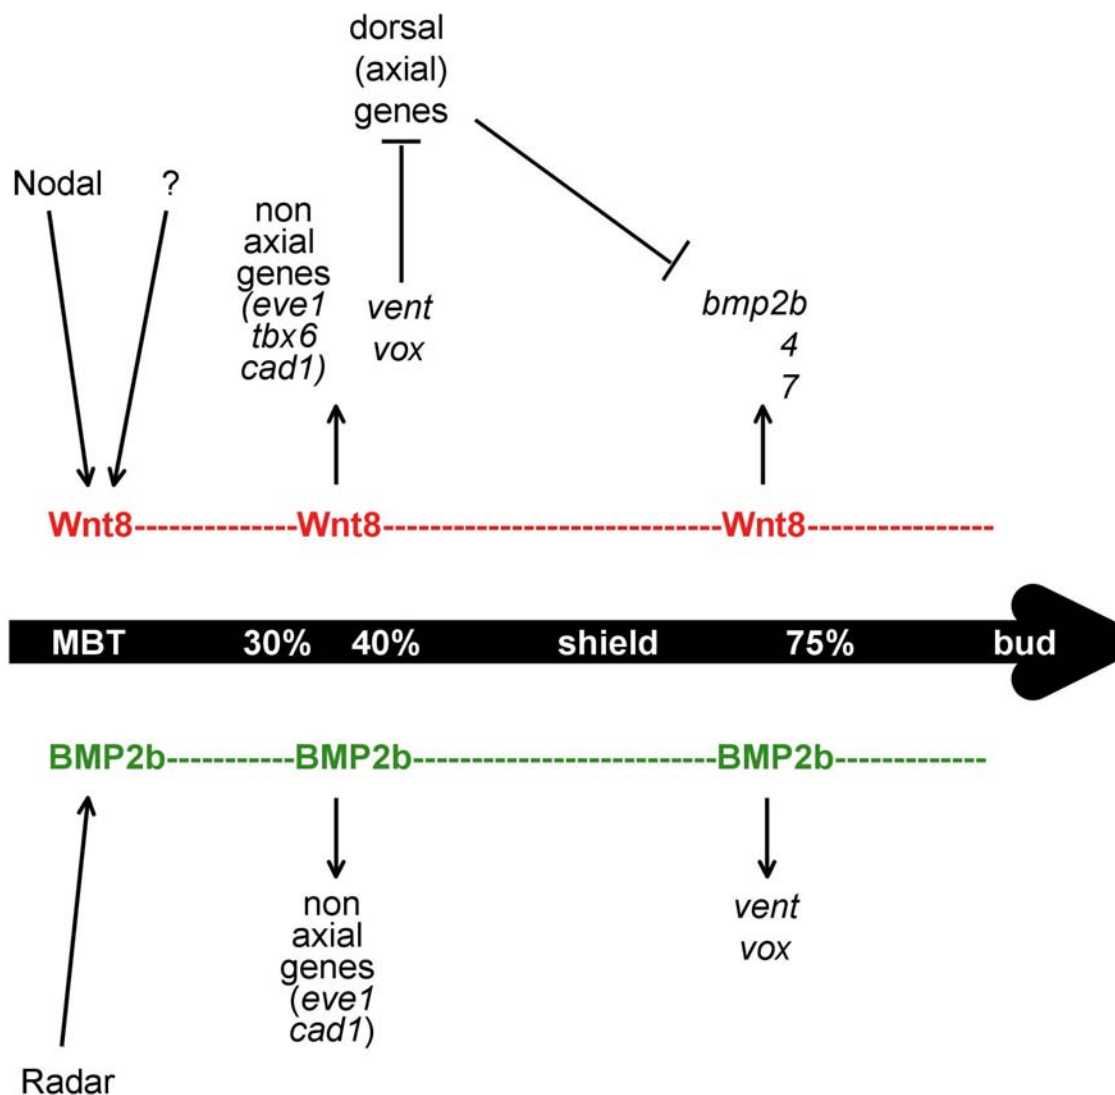 dorsal
(axial)
genes
Nodal
?
non
axial
genes
(eve1
tbx6
cad1)
vent
vox
bmp2b
4
7
Wnt8-------------Wnt8----------------------------Wnt8---------------
MBT 30% 40% shield 75% bud
BMP2b-----------BMP2b-------------------------BMP2b-------------
non
axial
genes
(eve1
cad1)
vent
vox
Radar